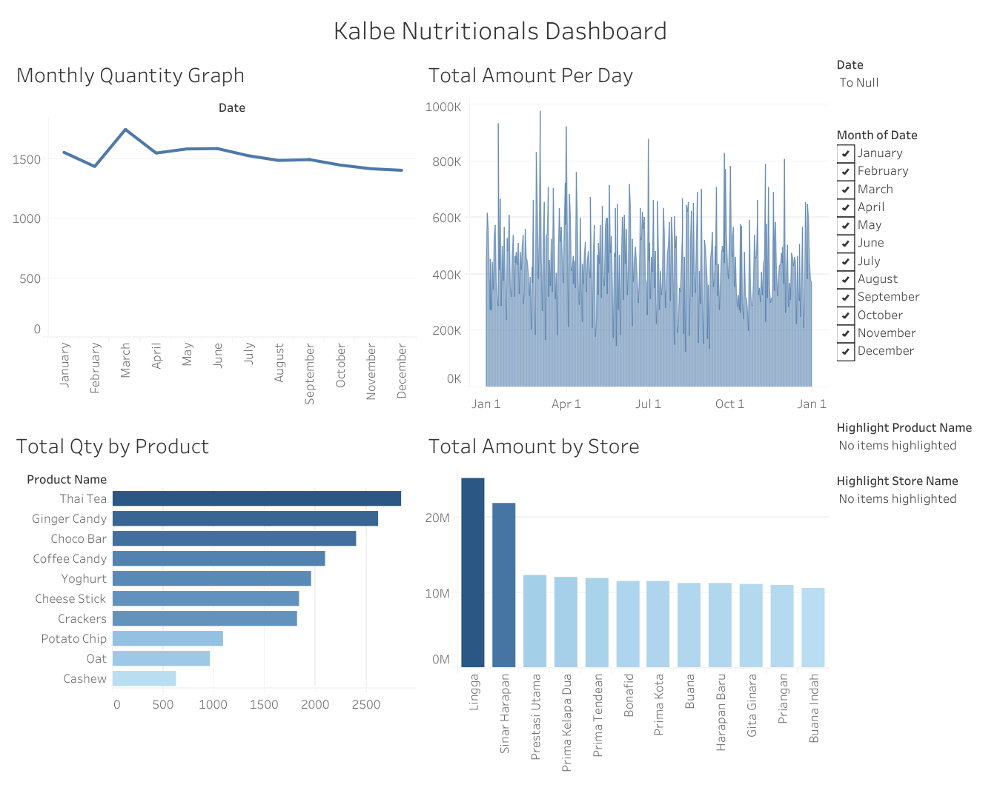 Kalbe Nutritionals Dashboard
Monthly Quantity Graph
Date
1500
1000
500
0
January
February
March
April
May
June
July
August
September
October
November
December
Total Amount Per Day
1000K
800K
600K
400K
200K
0K
Jan 1
Apr 1
Jul 1
Oct 1
Jan 1
Date
To Null
Month of Date
January
February
March
April
May
June
July
August
September
October
November
December
Total Qty by Product
Product Name
Thai Tea
Ginger Candy
Choco Bar
Coffee Candy
Yoghurt
Cheese Stick
Crackers
Potato Chip
Oat
Cashew
0
500
1000
1500
2000
2500
Total Amount by Store
20M
10M
0M
Lingga
Sinar Harapan
Prestasi Utama
Prima Kelapa Dua
Prima Tendean
Bonafid
Prima Kota
Buana
Harapan Baru
Gita Ginara
Priangan
Buana Indah
Highlight Product Name
No items highlighted
Highlight Store Name
No items highlighted